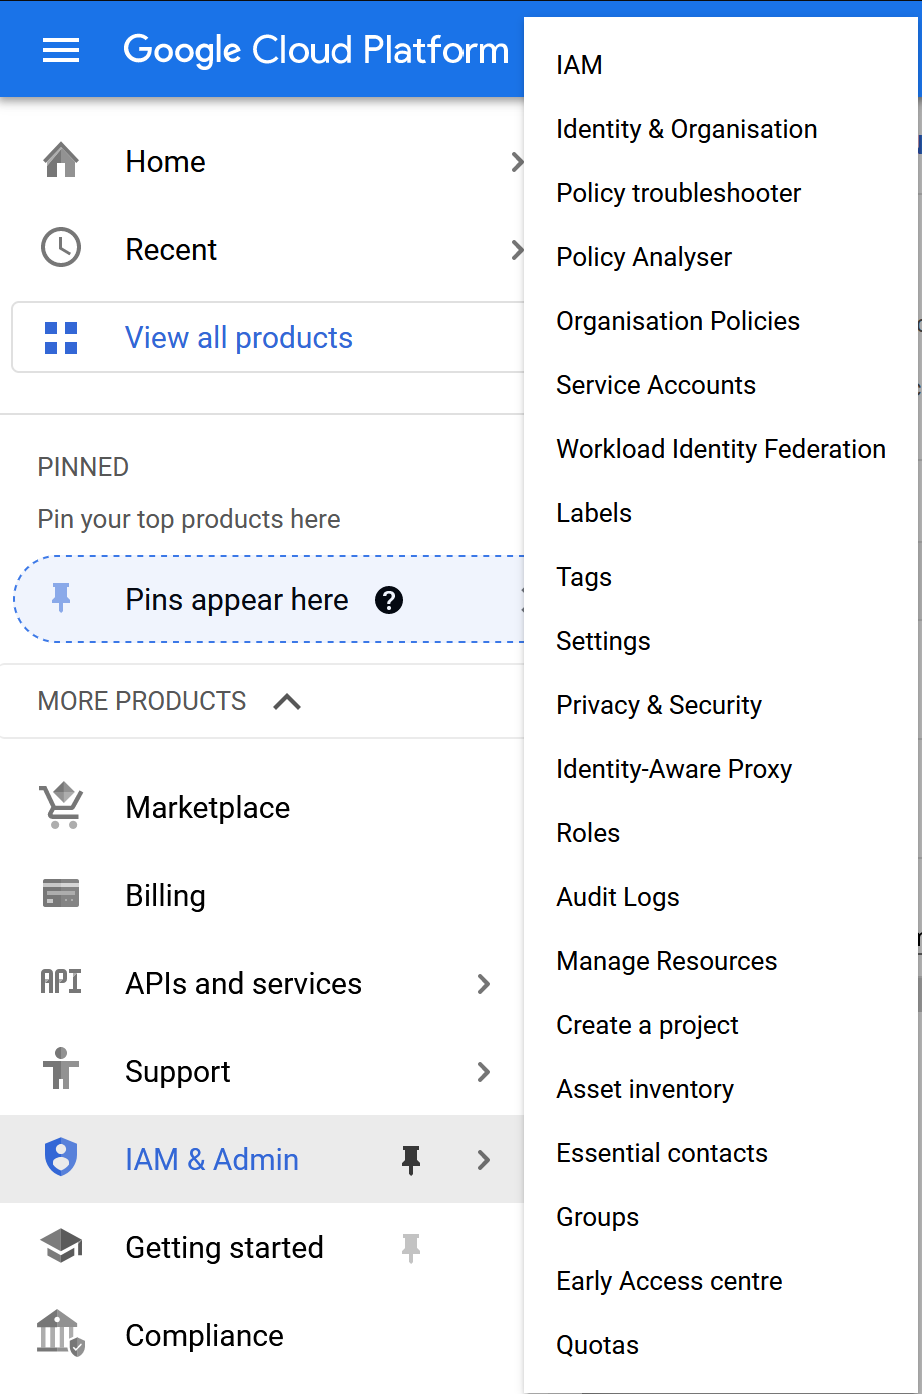 Google Cloud Platform
Home
Recent
View all products
PINNED
Pin your top products here
Pins appear here
MORE PRODUCTS
Marketplace
Billing
API
APIs and services
Support
IAM & Admin
Getting started
Compliance
IAM
Identity & Organisation
Policy troubleshooter
Policy Analyser
Organisation Policies
Service Accounts
Workload Identity Federation
Labels
Tags
Settings
Privacy & Security
Identity-Aware Proxy
Roles
Audit Logs
Manage Resources
Create a project
Asset inventory
Essential contacts
Groups
Early Access centre
Quotas